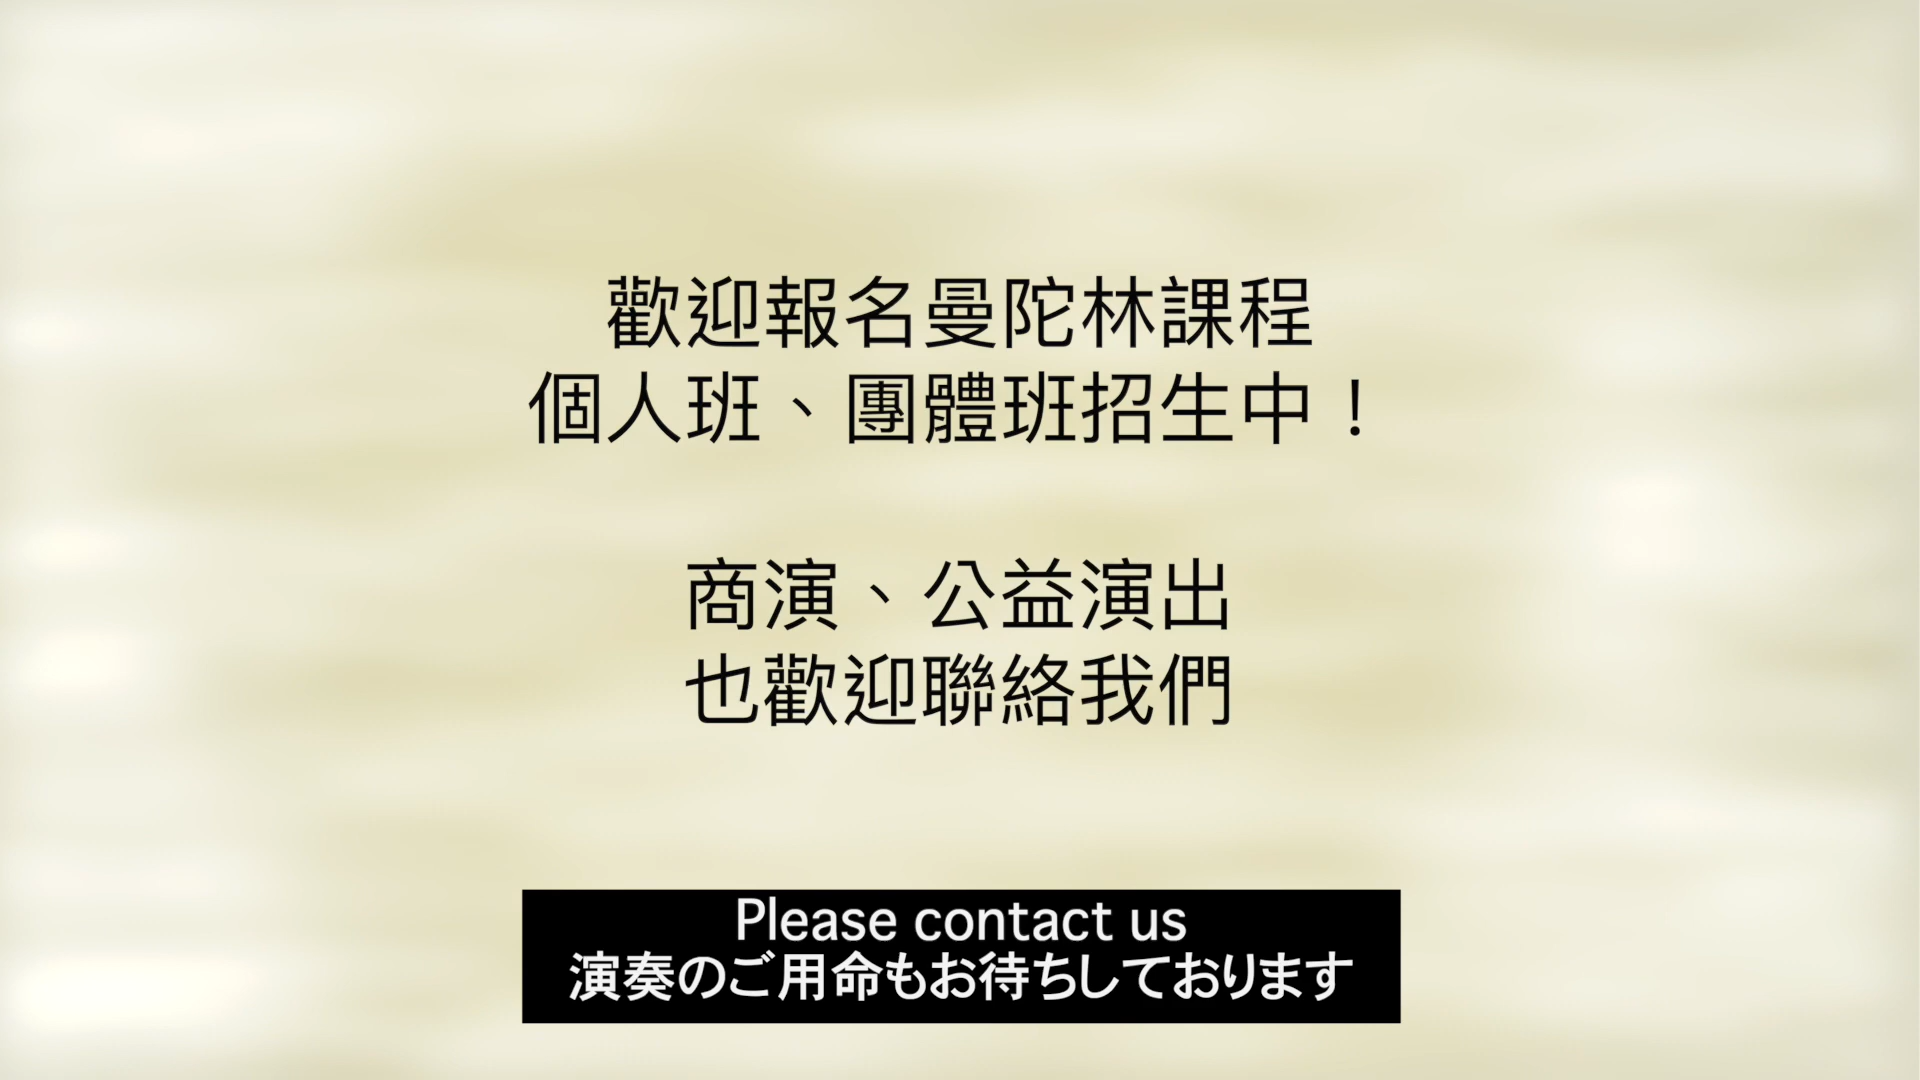 歡迎報名曼陀林課程
個人班、團體班招生中！
商演、公益演出
也歡迎聯絡我們
Please contact us
演奏のご用命もお待ちしております